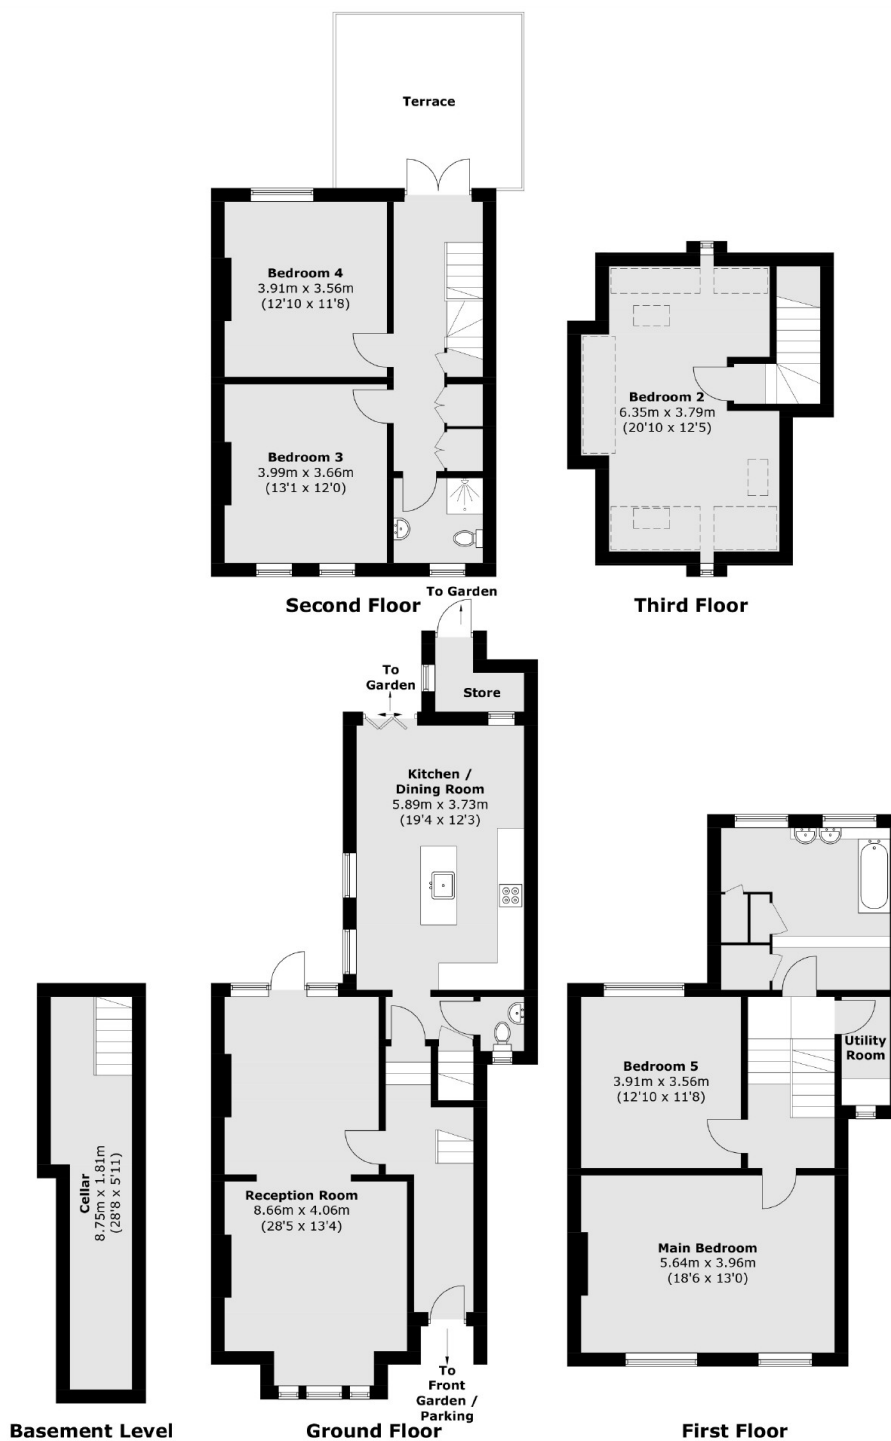 Terrace
Bedroom 4
3.91m x 3.56m
(12'10 x 11'8)
Bedroom 3
3.99m x 3.66m
(13'1 x 12'0)
Second Floor
Bedroom 2
6.35m x 3.79m
(20'10 x 12'5)
Third Floor
To Garden
Store
To
Garden
Kitchen /
Dining Room
5.89m x 3.73m
(19'4 x 12'3)
Cellar
8.75m x 1.81m
(28'8 x 5'11)
Basement Level
Reception Room
8.66m x 4.06m
(28'5 x 13'4)
To
Front
Garden /
Parking
Ground Floor
Utility
Room
Bedroom 5
3.91m x 3.56m
(12'10 x 11'8)
Main Bedroom
5.64m x 3.96m
(18'6 x 13'0)
First Floor